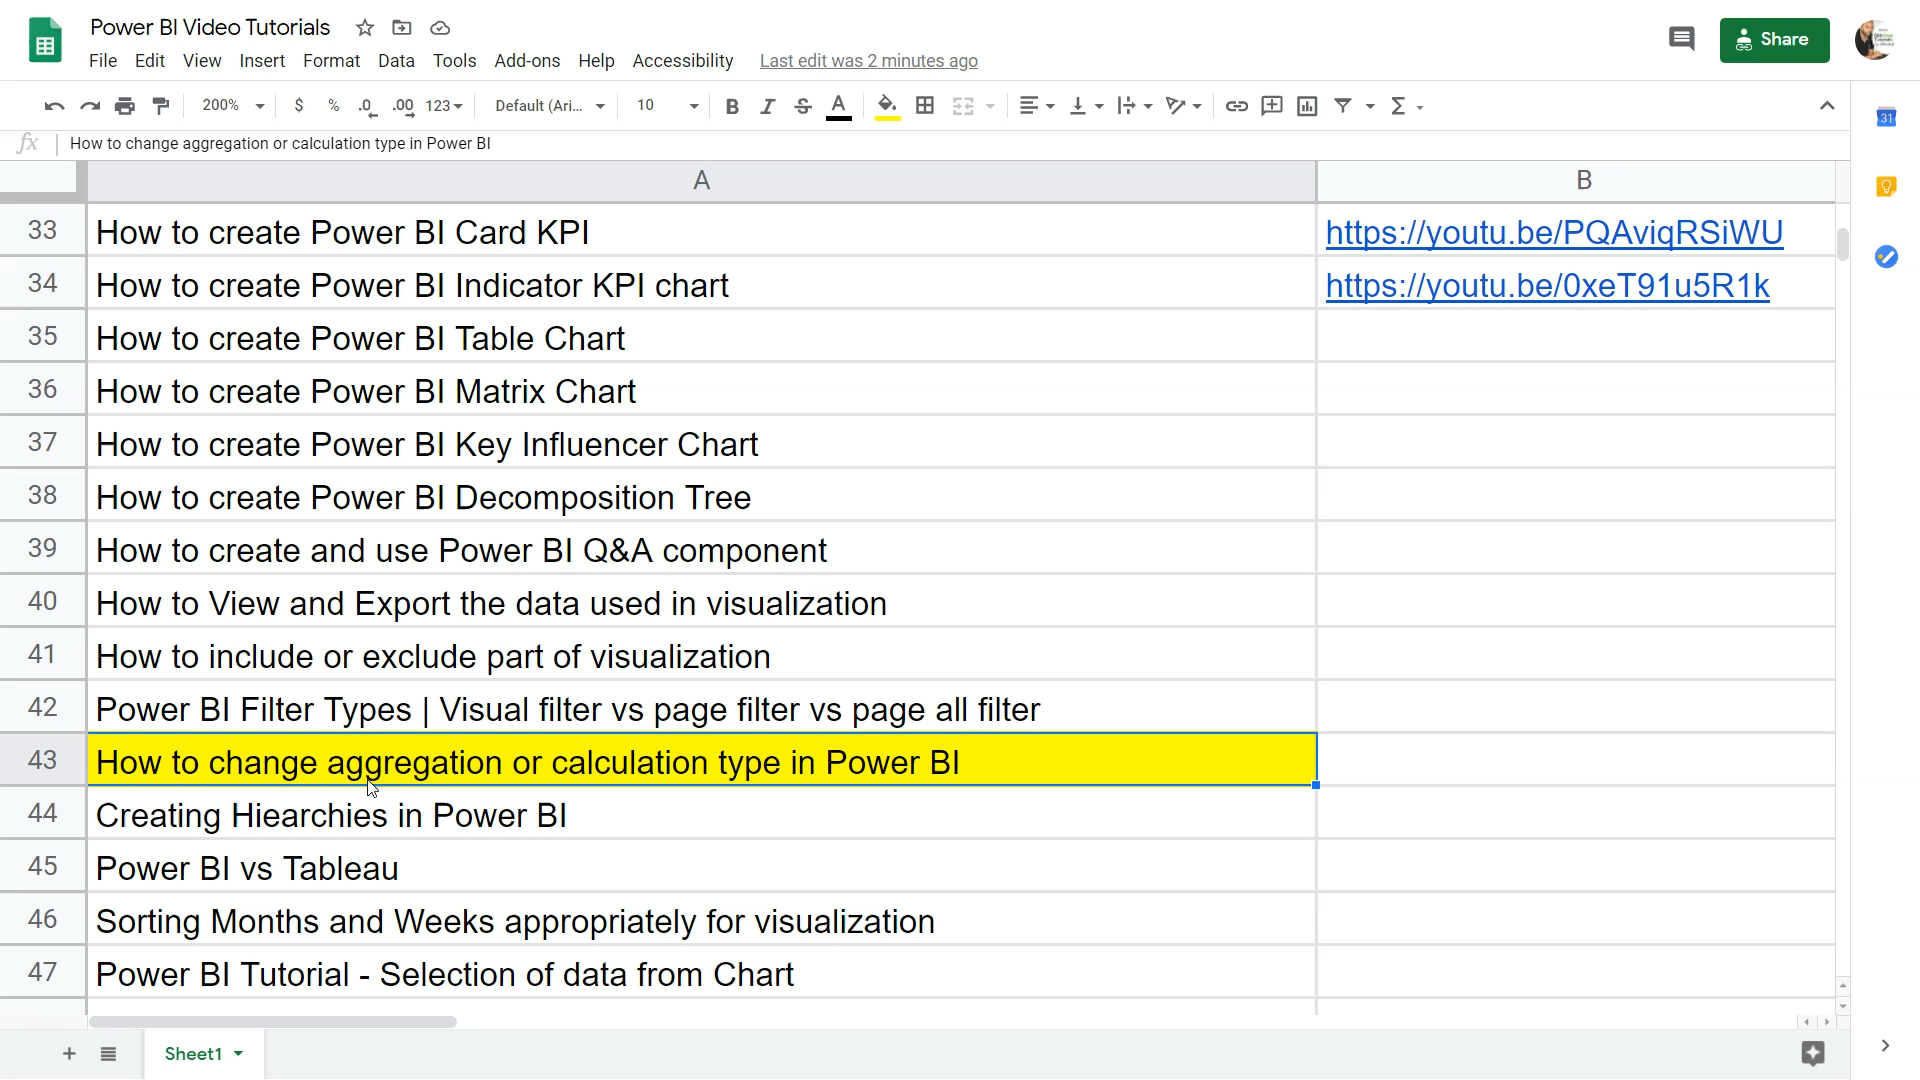 Power BI Video Tutorials
Share
File Edit View Insert Format Data Tools Add-ons Help Accessibility Last edit was 2 minutes ago
200% $ % .0 .00 123 Default (Ari... 10 B I S A Σ
31
fx How to change aggregation or calculation type in Power BI
A B
33 How to create Power BI Card KPI https://youtu.be/PQAviqRSiWU
34 How to create Power BI Indicator KPI chart https://youtu.be/0xeT91u5R1k
35 How to create Power BI Table Chart
36 How to create Power BI Matrix Chart
37 How to create Power BI Key Influencer Chart
38 How to create Power BI Decomposition Tree
39 How to create and use Power BI Q&A component
40 How to View and Export the data used in visualization
41 How to include or exclude part of visualization
42 Power BI Filter Types | Visual filter vs page filter vs page all filter
43 How to change aggregation or calculation type in Power BI
44 Creating Hiearchies in Power BI
45 Power BI vs Tableau
46 Sorting Months and Weeks appropriately for visualization
47 Power BI Tutorial - Selection of data from Chart
Sheet1